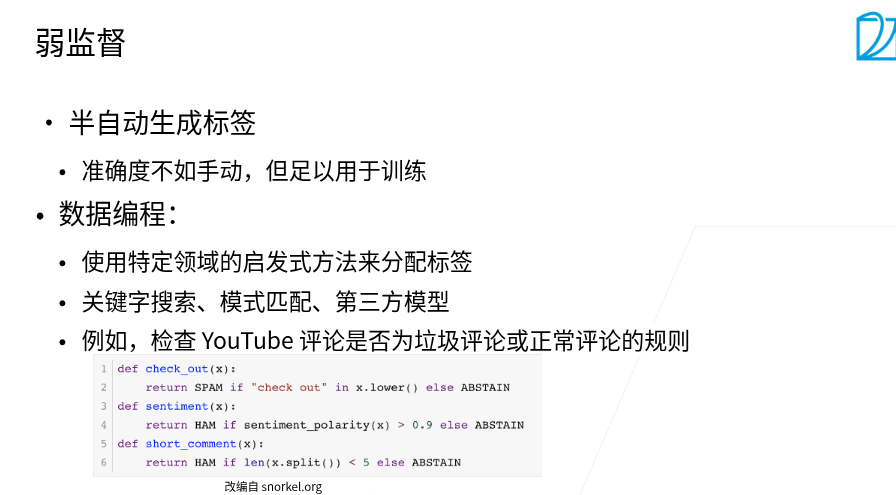 弱监督
• 半自动生成标签
• 准确度不如手动，但足以用于训练
• 数据编程：
• 使用特定领域的启发式方法来分配标签
• 关键字搜索、模式匹配、第三方模型
• 例如，检查 YouTube 评论是否为垃圾评论或正常评论的规则
1 def check_out(x):
2     return SPAM if "check out" in x.lower() else ABSTAIN
3 def sentiment(x):
4     return HAM if sentiment_polarity(x) > 0.9 else ABSTAIN
5 def short_comment(x):
6     return HAM if len(x.split()) < 5 else ABSTAIN
改编自 snorkel.org